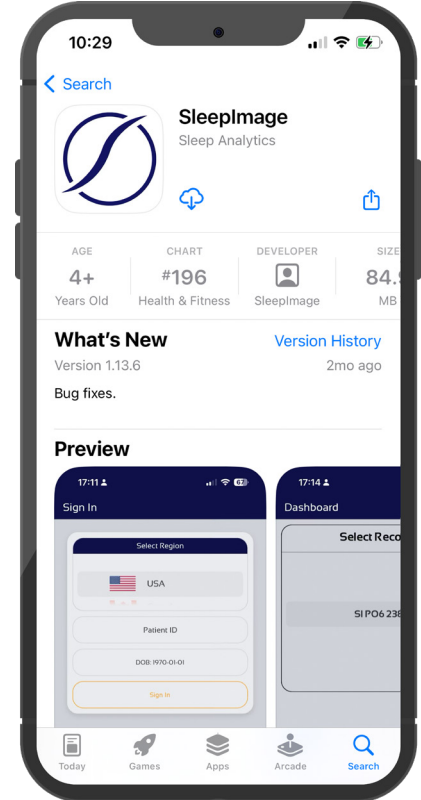 10:29
Search
SleepImage
Sleep Analytics
AGE CHART DEVELOPER SIZE
4+ #196 84.9
Years Old Health & Fitness SleepImage MB
What's New Version History
Version 1.13.6 2mo ago
Bug fixes.
Preview
17:11 67 17:14
Sign In Dashboard
Select Region Select Reco
USA
SI PO6 238
Patient ID
DOB: 1970-01-01
Sign In
Today Games Apps Arcade Search